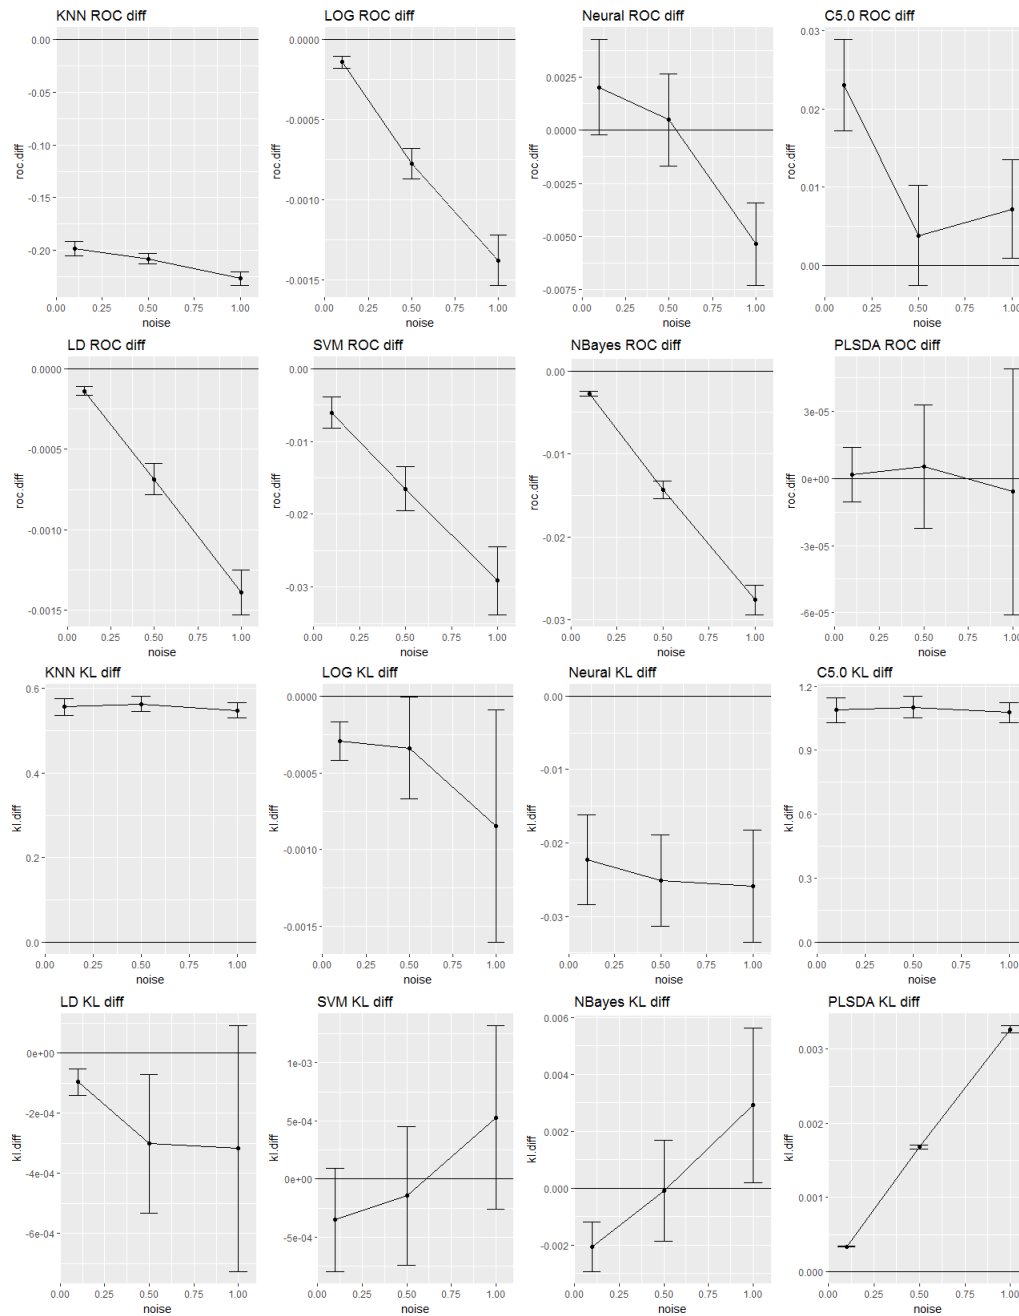 KNN ROC diff
0.00
-0.05
-0.10
-0.15
-0.20
roc.diff
0.00 0.25 0.50 0.75 1.00
noise
LOG ROC diff
0.0000
-0.0005
-0.0010
-0.0015
roc.diff
0.00 0.25 0.50 0.75 1.00
noise
Neural ROC diff
0.0025
0.0000
-0.0025
-0.0050
-0.0075
roc.diff
0.00 0.25 0.50 0.75 1.00
noise
C5.0 ROC diff
0.03
0.02
0.01
0.00
roc.diff
0.00 0.25 0.50 0.75 1.00
noise
LD ROC diff
0.0000
-0.0005
-0.0010
-0.0015
roc.diff
0.00 0.25 0.50 0.75 1.00
noise
SVM ROC diff
0.00
-0.01
-0.02
-0.03
roc.diff
0.00 0.25 0.50 0.75 1.00
noise
NBayes ROC diff
0.00
-0.01
-0.02
-0.03
roc.diff
0.00 0.25 0.50 0.75 1.00
noise
PLSDA ROC diff
3e-05
0e+00
-3e-05
-6e-05
roc.diff
0.00 0.25 0.50 0.75 1.00
noise
KNN KL diff
0.6
0.4
0.2
0.0
kl.diff
0.00 0.25 0.50 0.75 1.00
noise
LOG KL diff
0.0000
-0.0005
-0.0010
-0.0015
kl.diff
0.00 0.25 0.50 0.75 1.00
noise
Neural KL diff
0.00
-0.01
-0.02
-0.03
kl.diff
0.00 0.25 0.50 0.75 1.00
noise
C5.0 KL diff
1.2
0.9
0.6
0.3
0.0
kl.diff
0.00 0.25 0.50 0.75 1.00
noise
LD KL diff
0e+00
-2e-04
-4e-04
-6e-04
kl.diff
0.00 0.25 0.50 0.75 1.00
noise
SVM KL diff
1e-03
5e-04
0e+00
-5e-04
kl.diff
0.00 0.25 0.50 0.75 1.00
noise
NBayes KL diff
0.006
0.004
0.002
0.000
-0.002
kl.diff
0.00 0.25 0.50 0.75 1.00
noise
PLSDA KL diff
0.003
0.002
0.001
0.000
kl.diff
0.00 0.25 0.50 0.75 1.00
noise